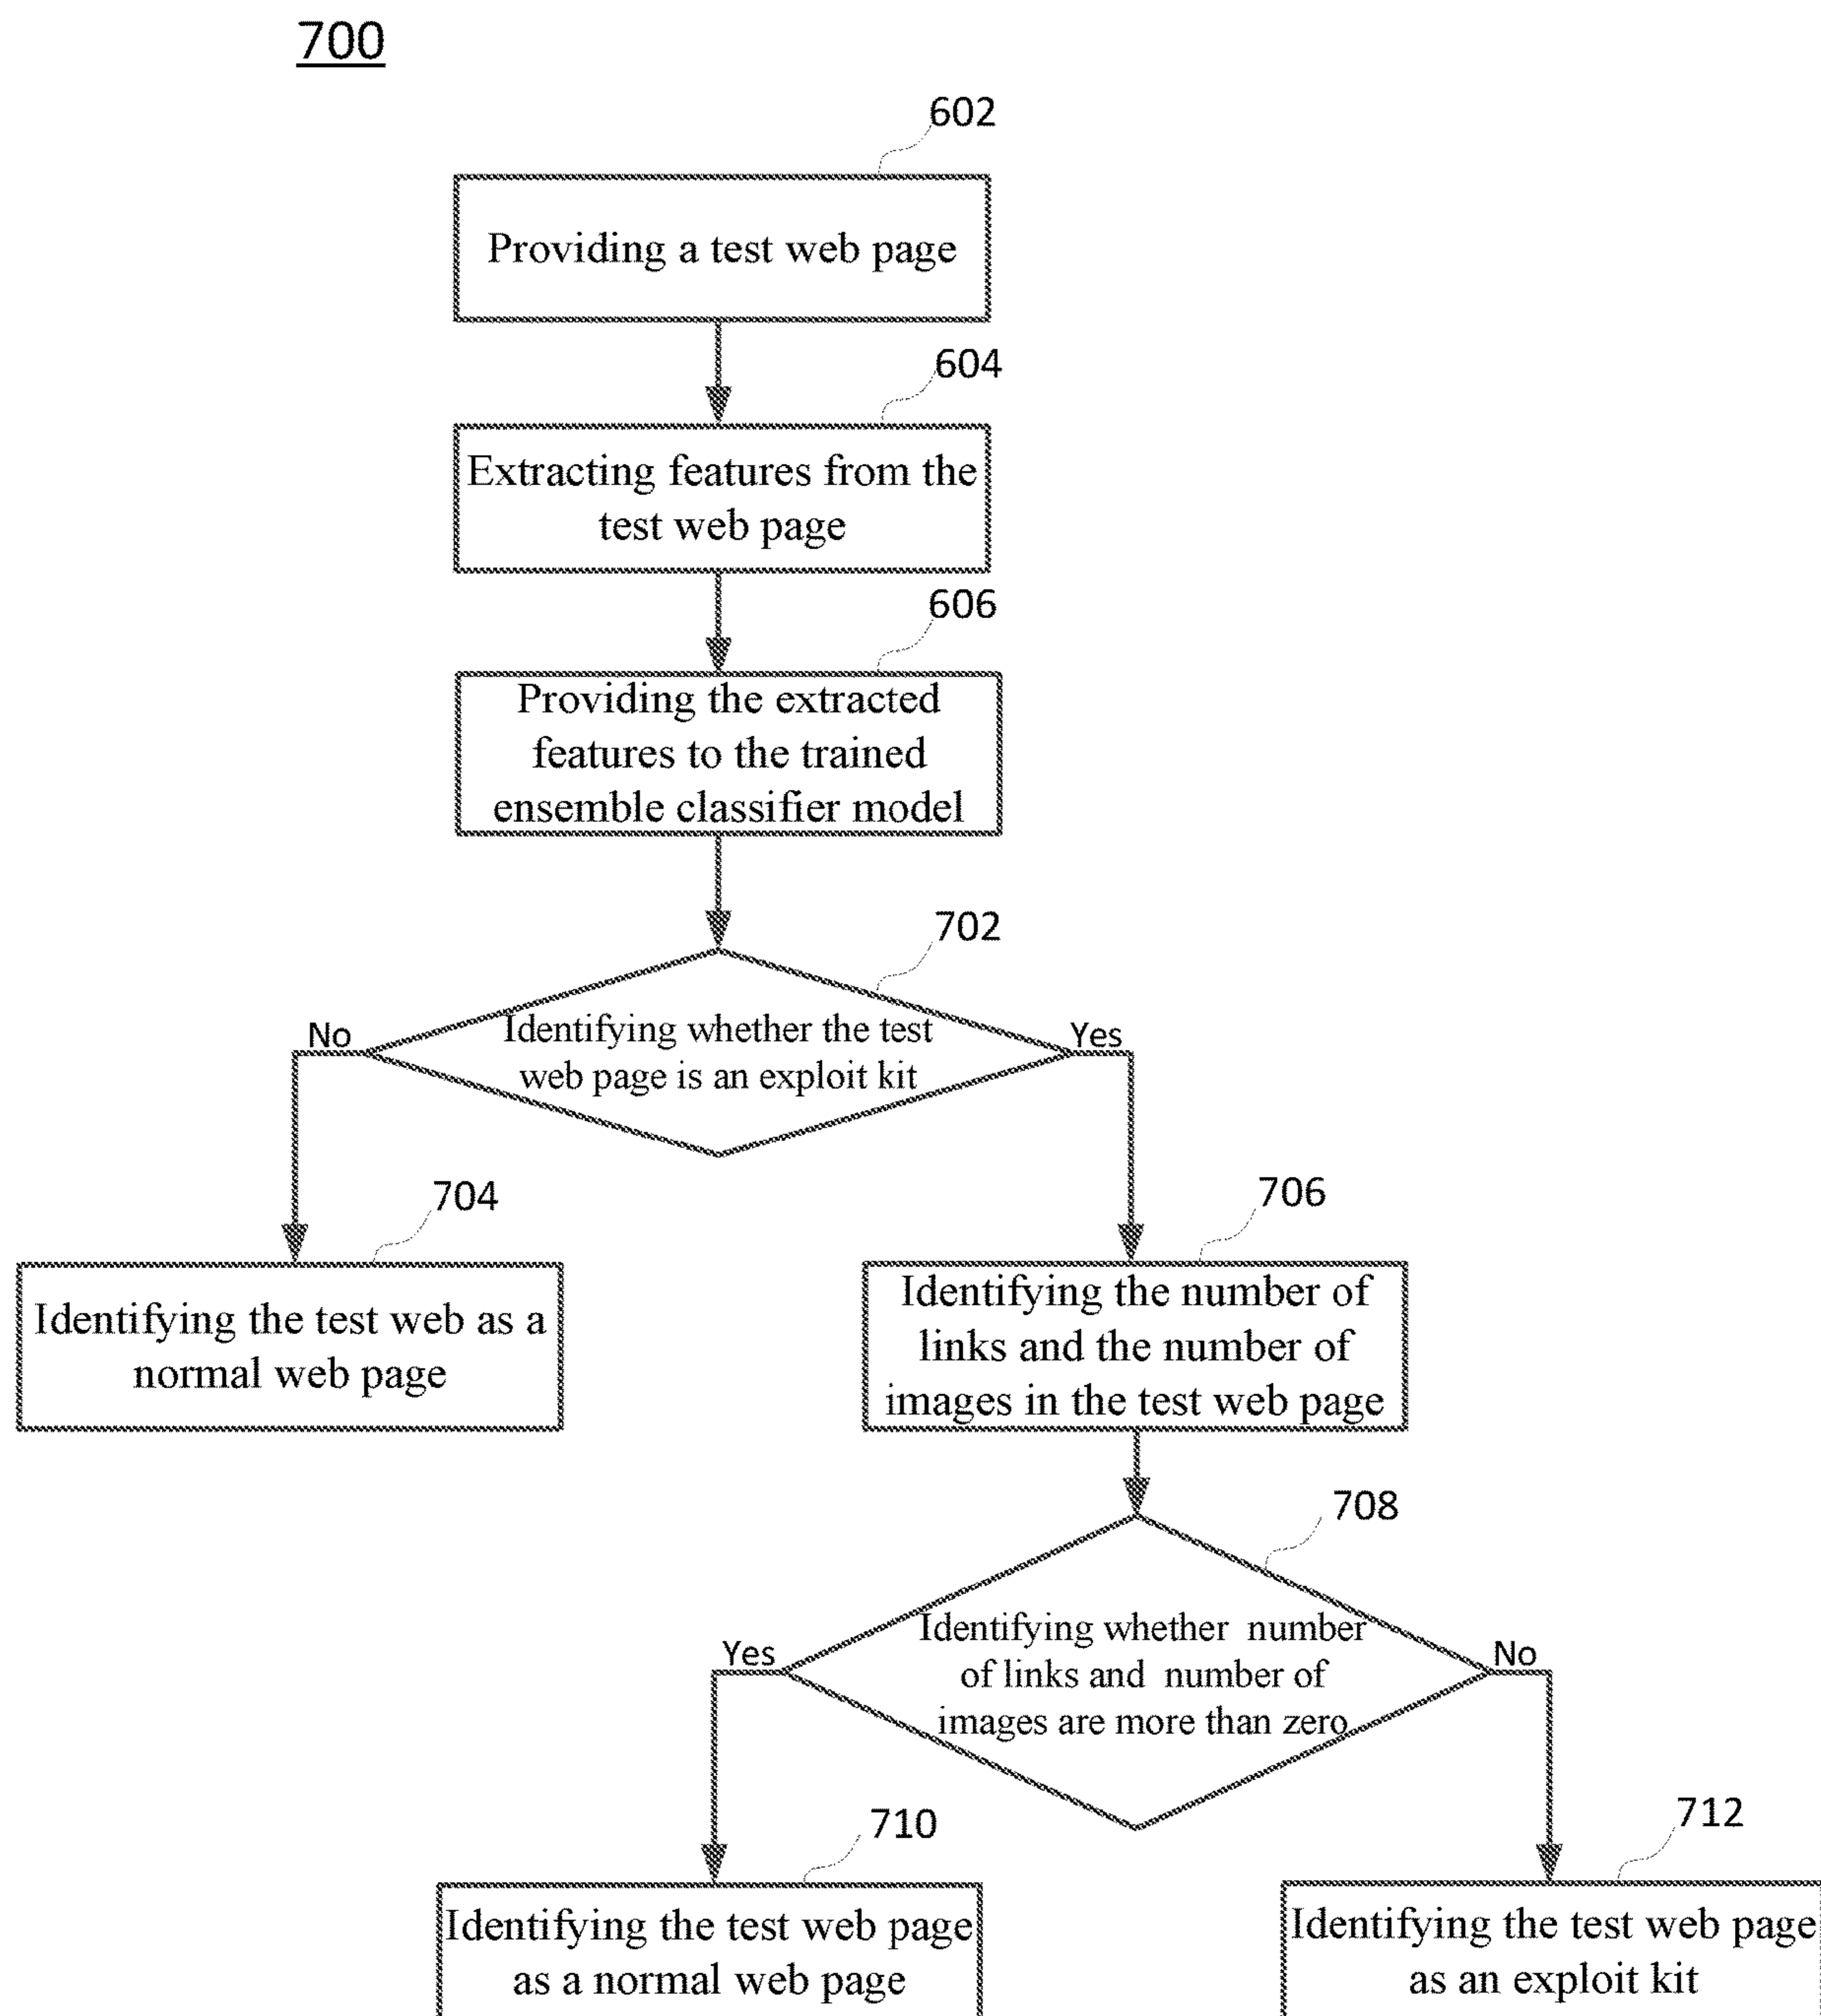 700
602
Providing a test web page
604
Extracting features from the
test web page
606
Providing the extracted
features to the trained
ensemble classifier model
702
Identifying whether the test
web page is an exploit kit
No
Yes
704
Identifying the test web as a
normal web page
706
Identifying the number of
links and the number of
images in the test web page
708
Identifying whether number
of links and number of
images are more than zero
Yes
No
710
Identifying the test web page
as a normal web page
712
Identifying the test web page
as an exploit kit